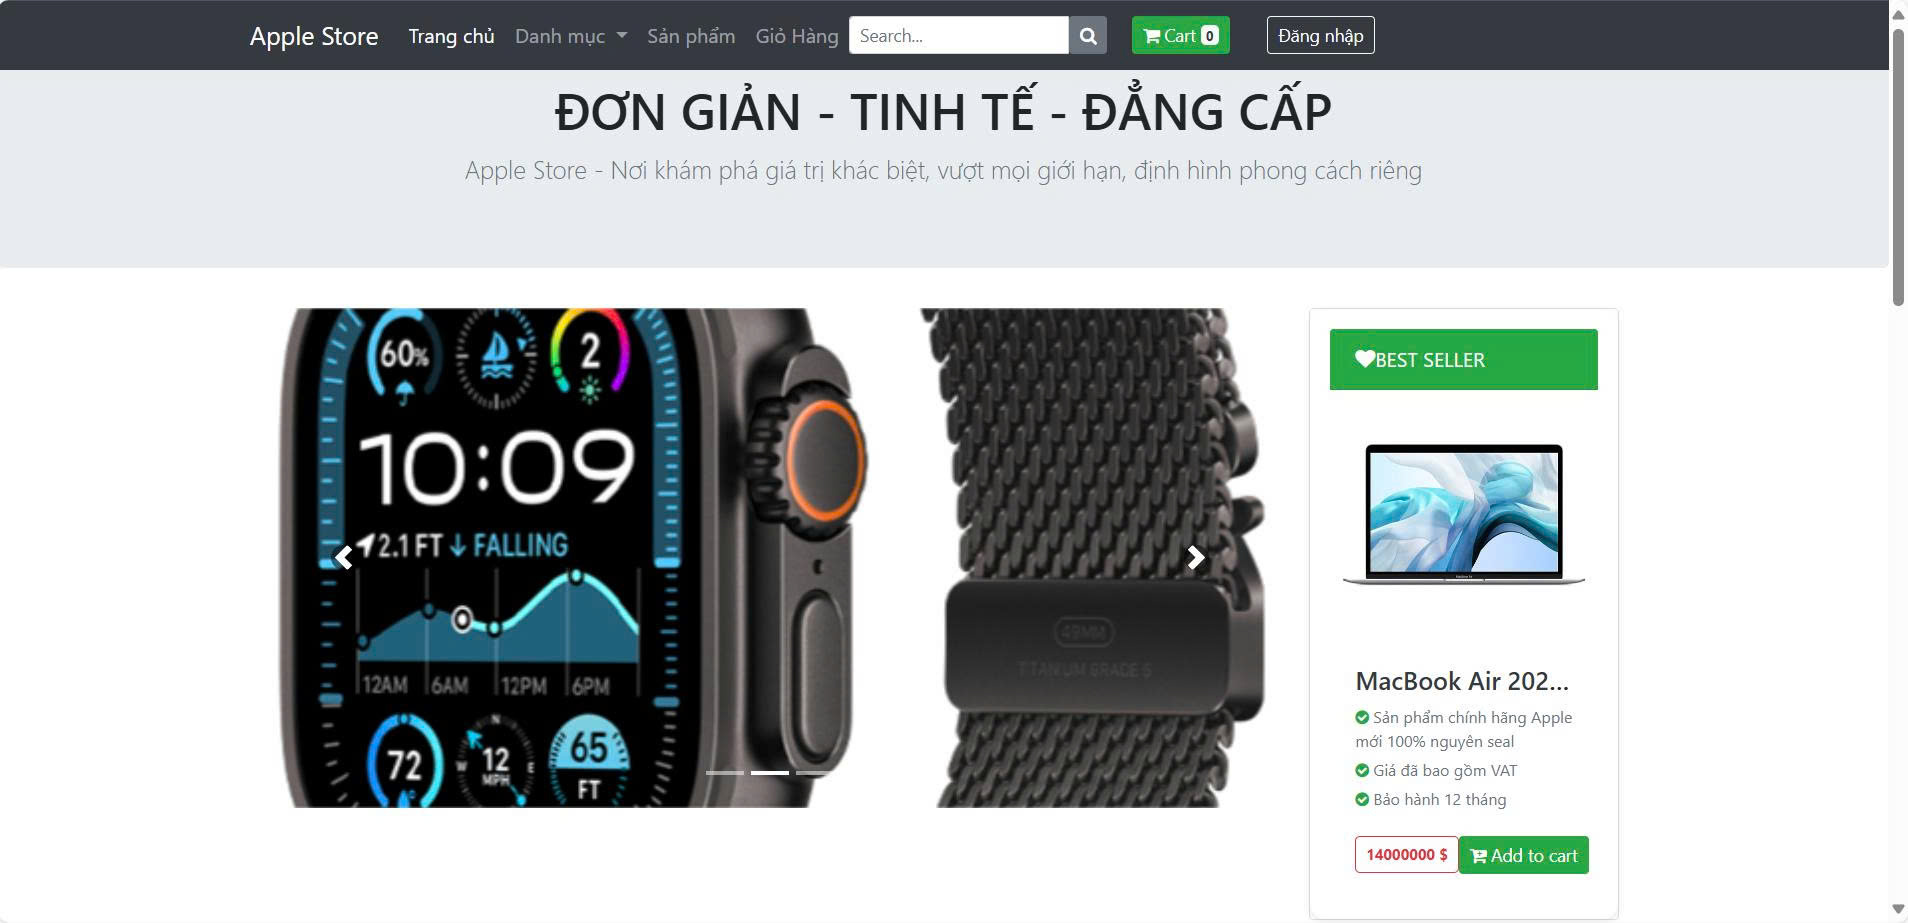 Apple Store Trang chủ Danh mục Sản phẩm Giỏ Hàng Search... Cart 0 Đăng nhập
ĐƠN GIẢN - TINH TẾ - ĐẲNG CẤP
Apple Store - Nơi khám phá giá trị khác biệt, vượt mọi giới hạn, định hình phong cách riêng
60% 2
10:09
2.1 FT ↓ FALLING
12AM 6AM 12PM 6PM
72
N
W 12 E
MPH
65
FT
49MM
TITANIUM GRADE 5
BEST SELLER
MacBook Air 202...
Sản phẩm chính hãng Apple
mới 100% nguyên seal
Giá đã bao gồm VAT
Bảo hành 12 tháng
14000000 $ Add to cart